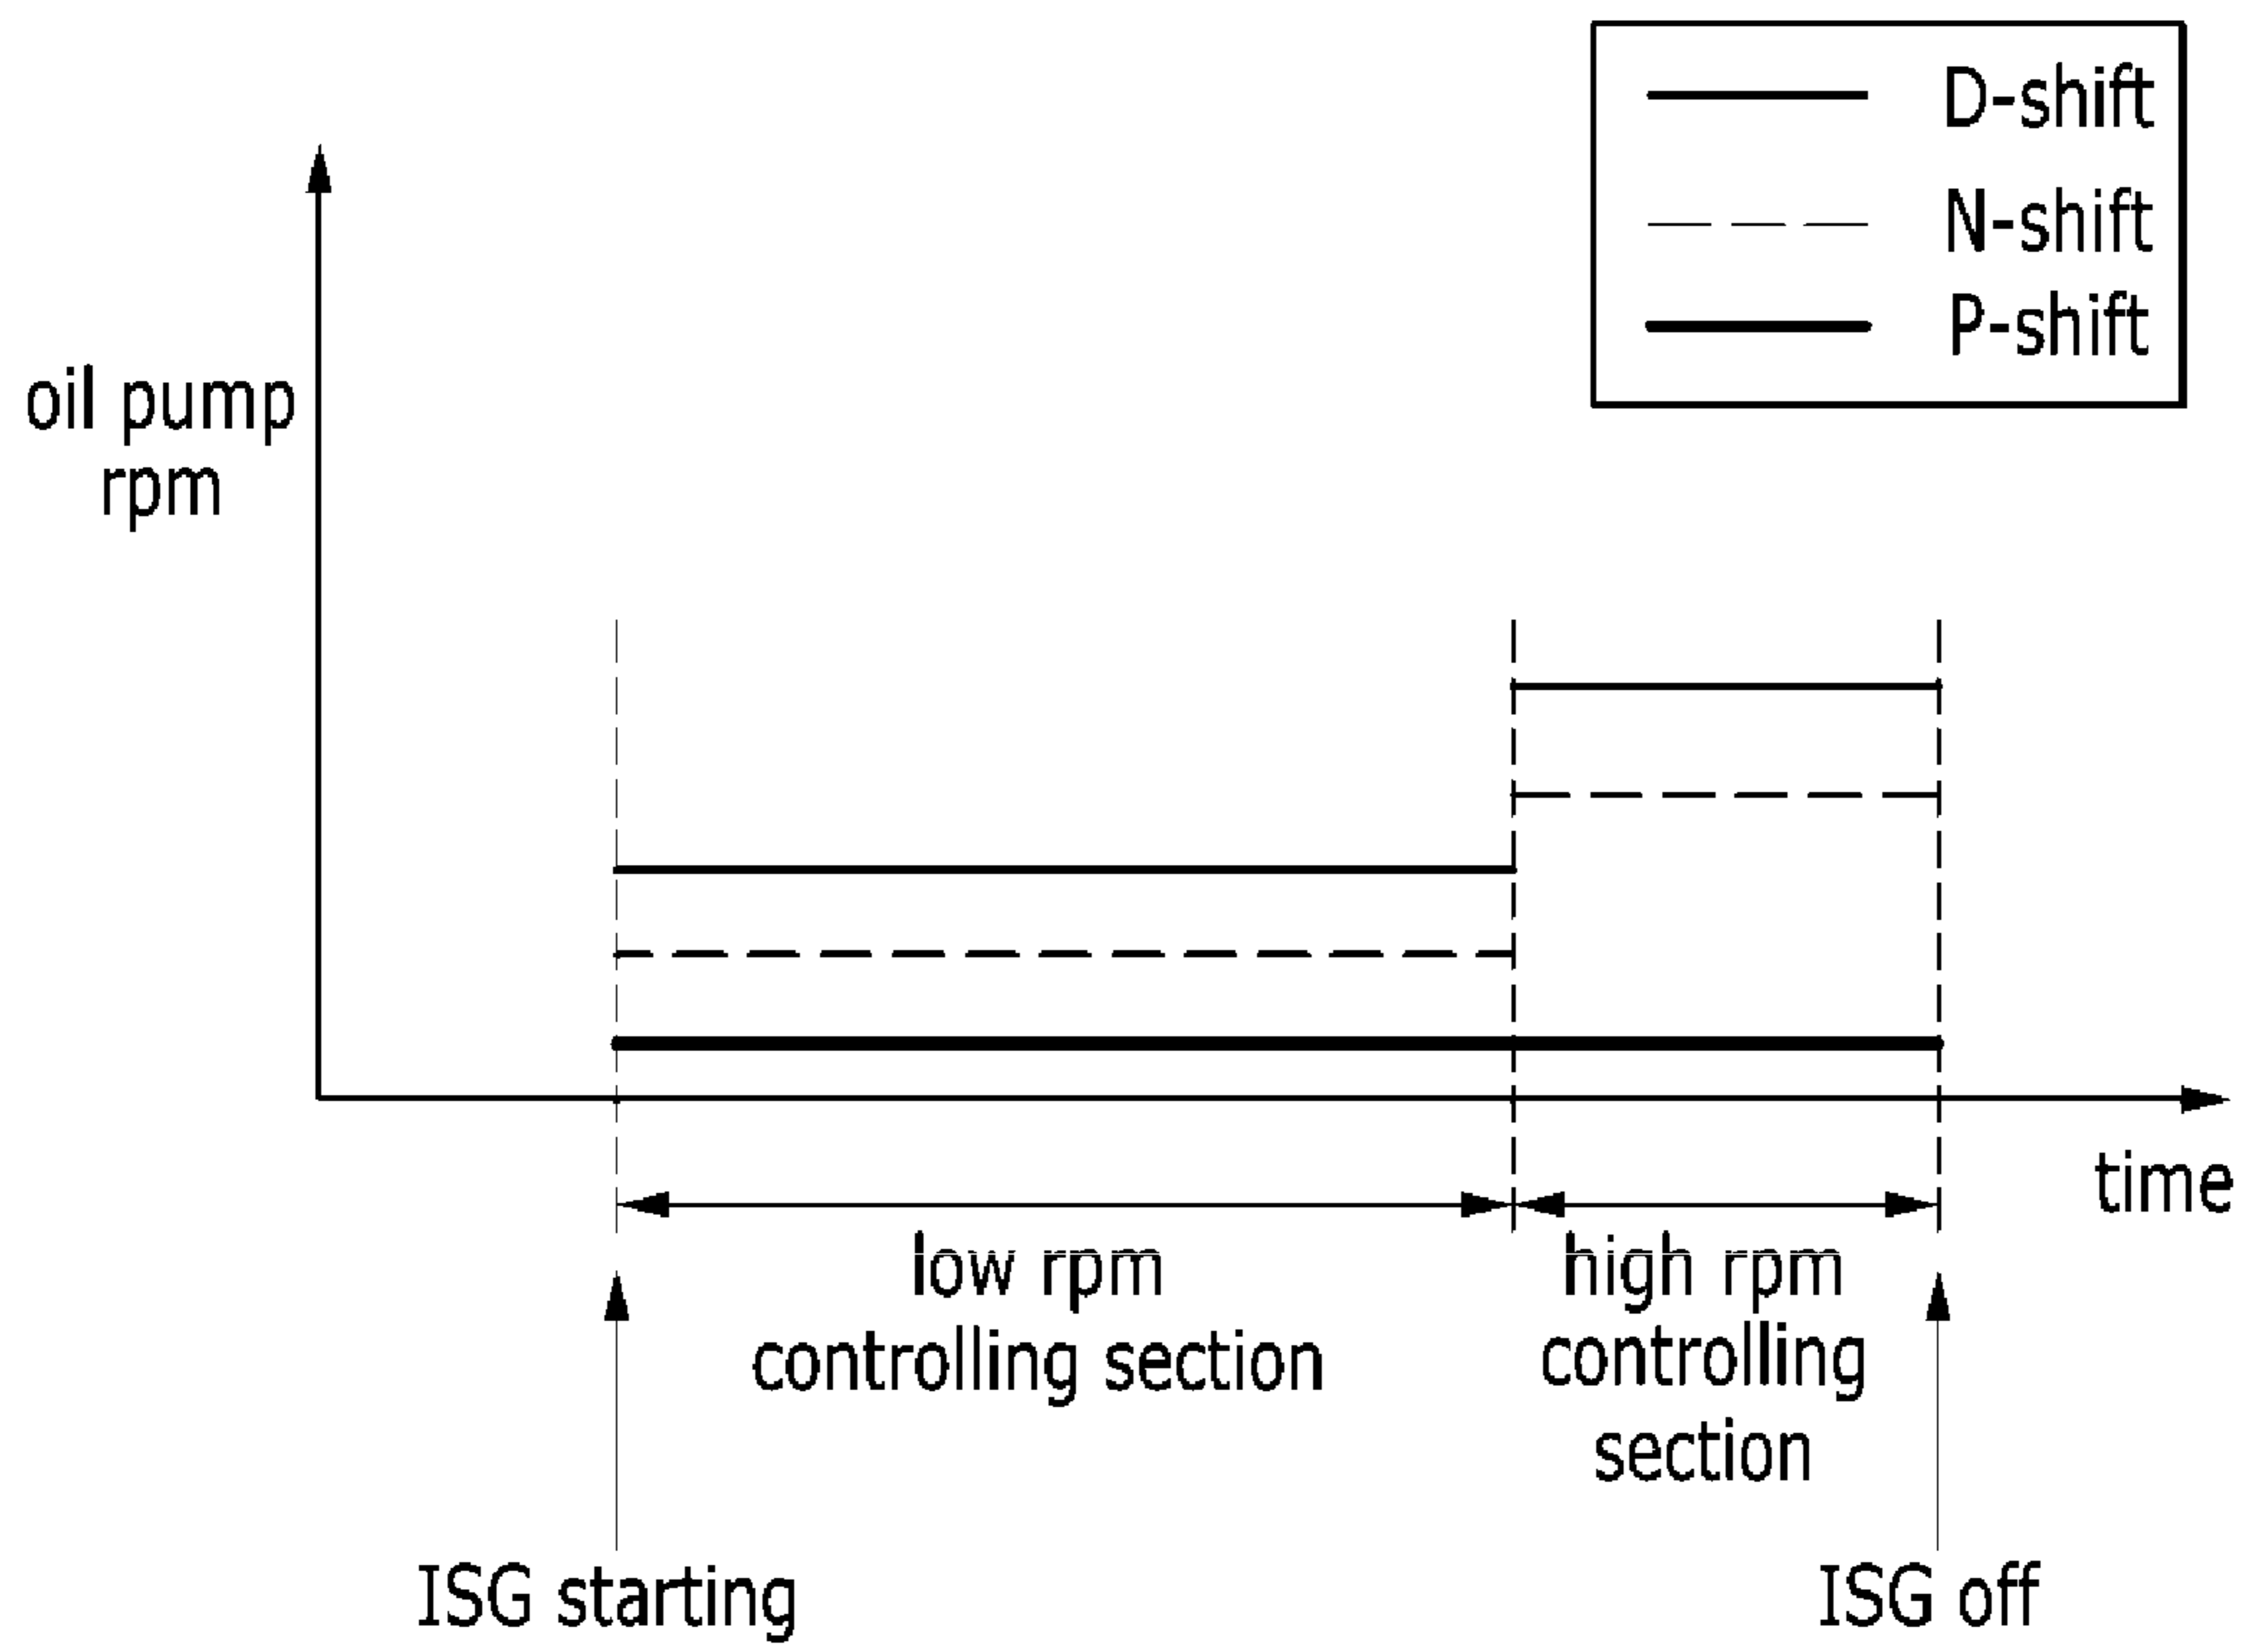 D-shift
N-shift
P-shift
oil pump
rpm
time
low rpm
controlling section
high rpm
controlling
section
ISG starting
ISG off